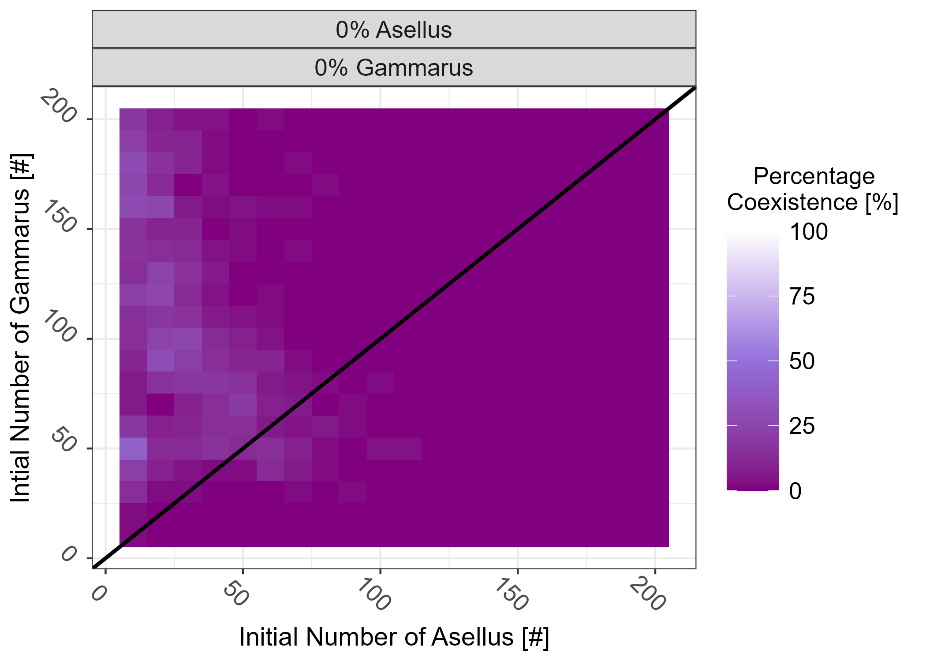 0% Asellus
0% Gammarus
Intial Number of Gammarus [#]
200
150
100
50
0
0
50
100
150
200
Initial Number of Asellus [#]
Percentage
Coexistence [%]
100
75
50
25
0